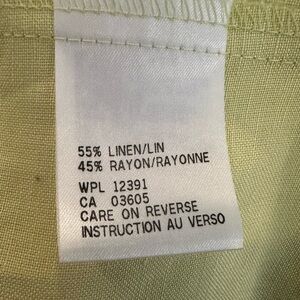 55% LINEN/LIN
45% RAYON/RAYONNE
WPL 12391
CA 03605
CARE ON REVERSE
INSTRUCTION AU VERSO